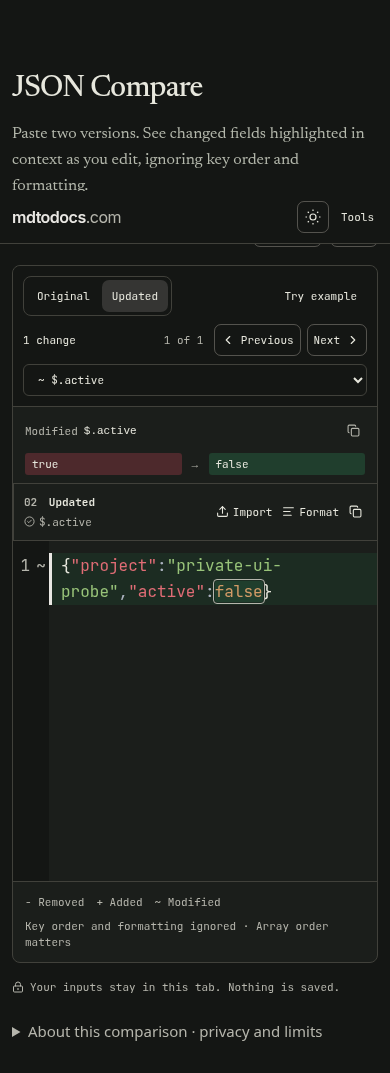 JSON Compare
Paste two versions. See changed fields highlighted in
context as you edit, ignoring key order and
formatting.
mdtodocs.com
Tools
Original Updated Try example
1 change 1 of 1 Previous Next
~ $.active
Modified $.active
true → false
02 Updated
$.active
Import Format
1 ~ {"project":"private-ui-
probe","active":false}
- Removed + Added ~ Modified
Key order and formatting ignored · Array order
matters
Your inputs stay in this tab. Nothing is saved.
About this comparison · privacy and limits